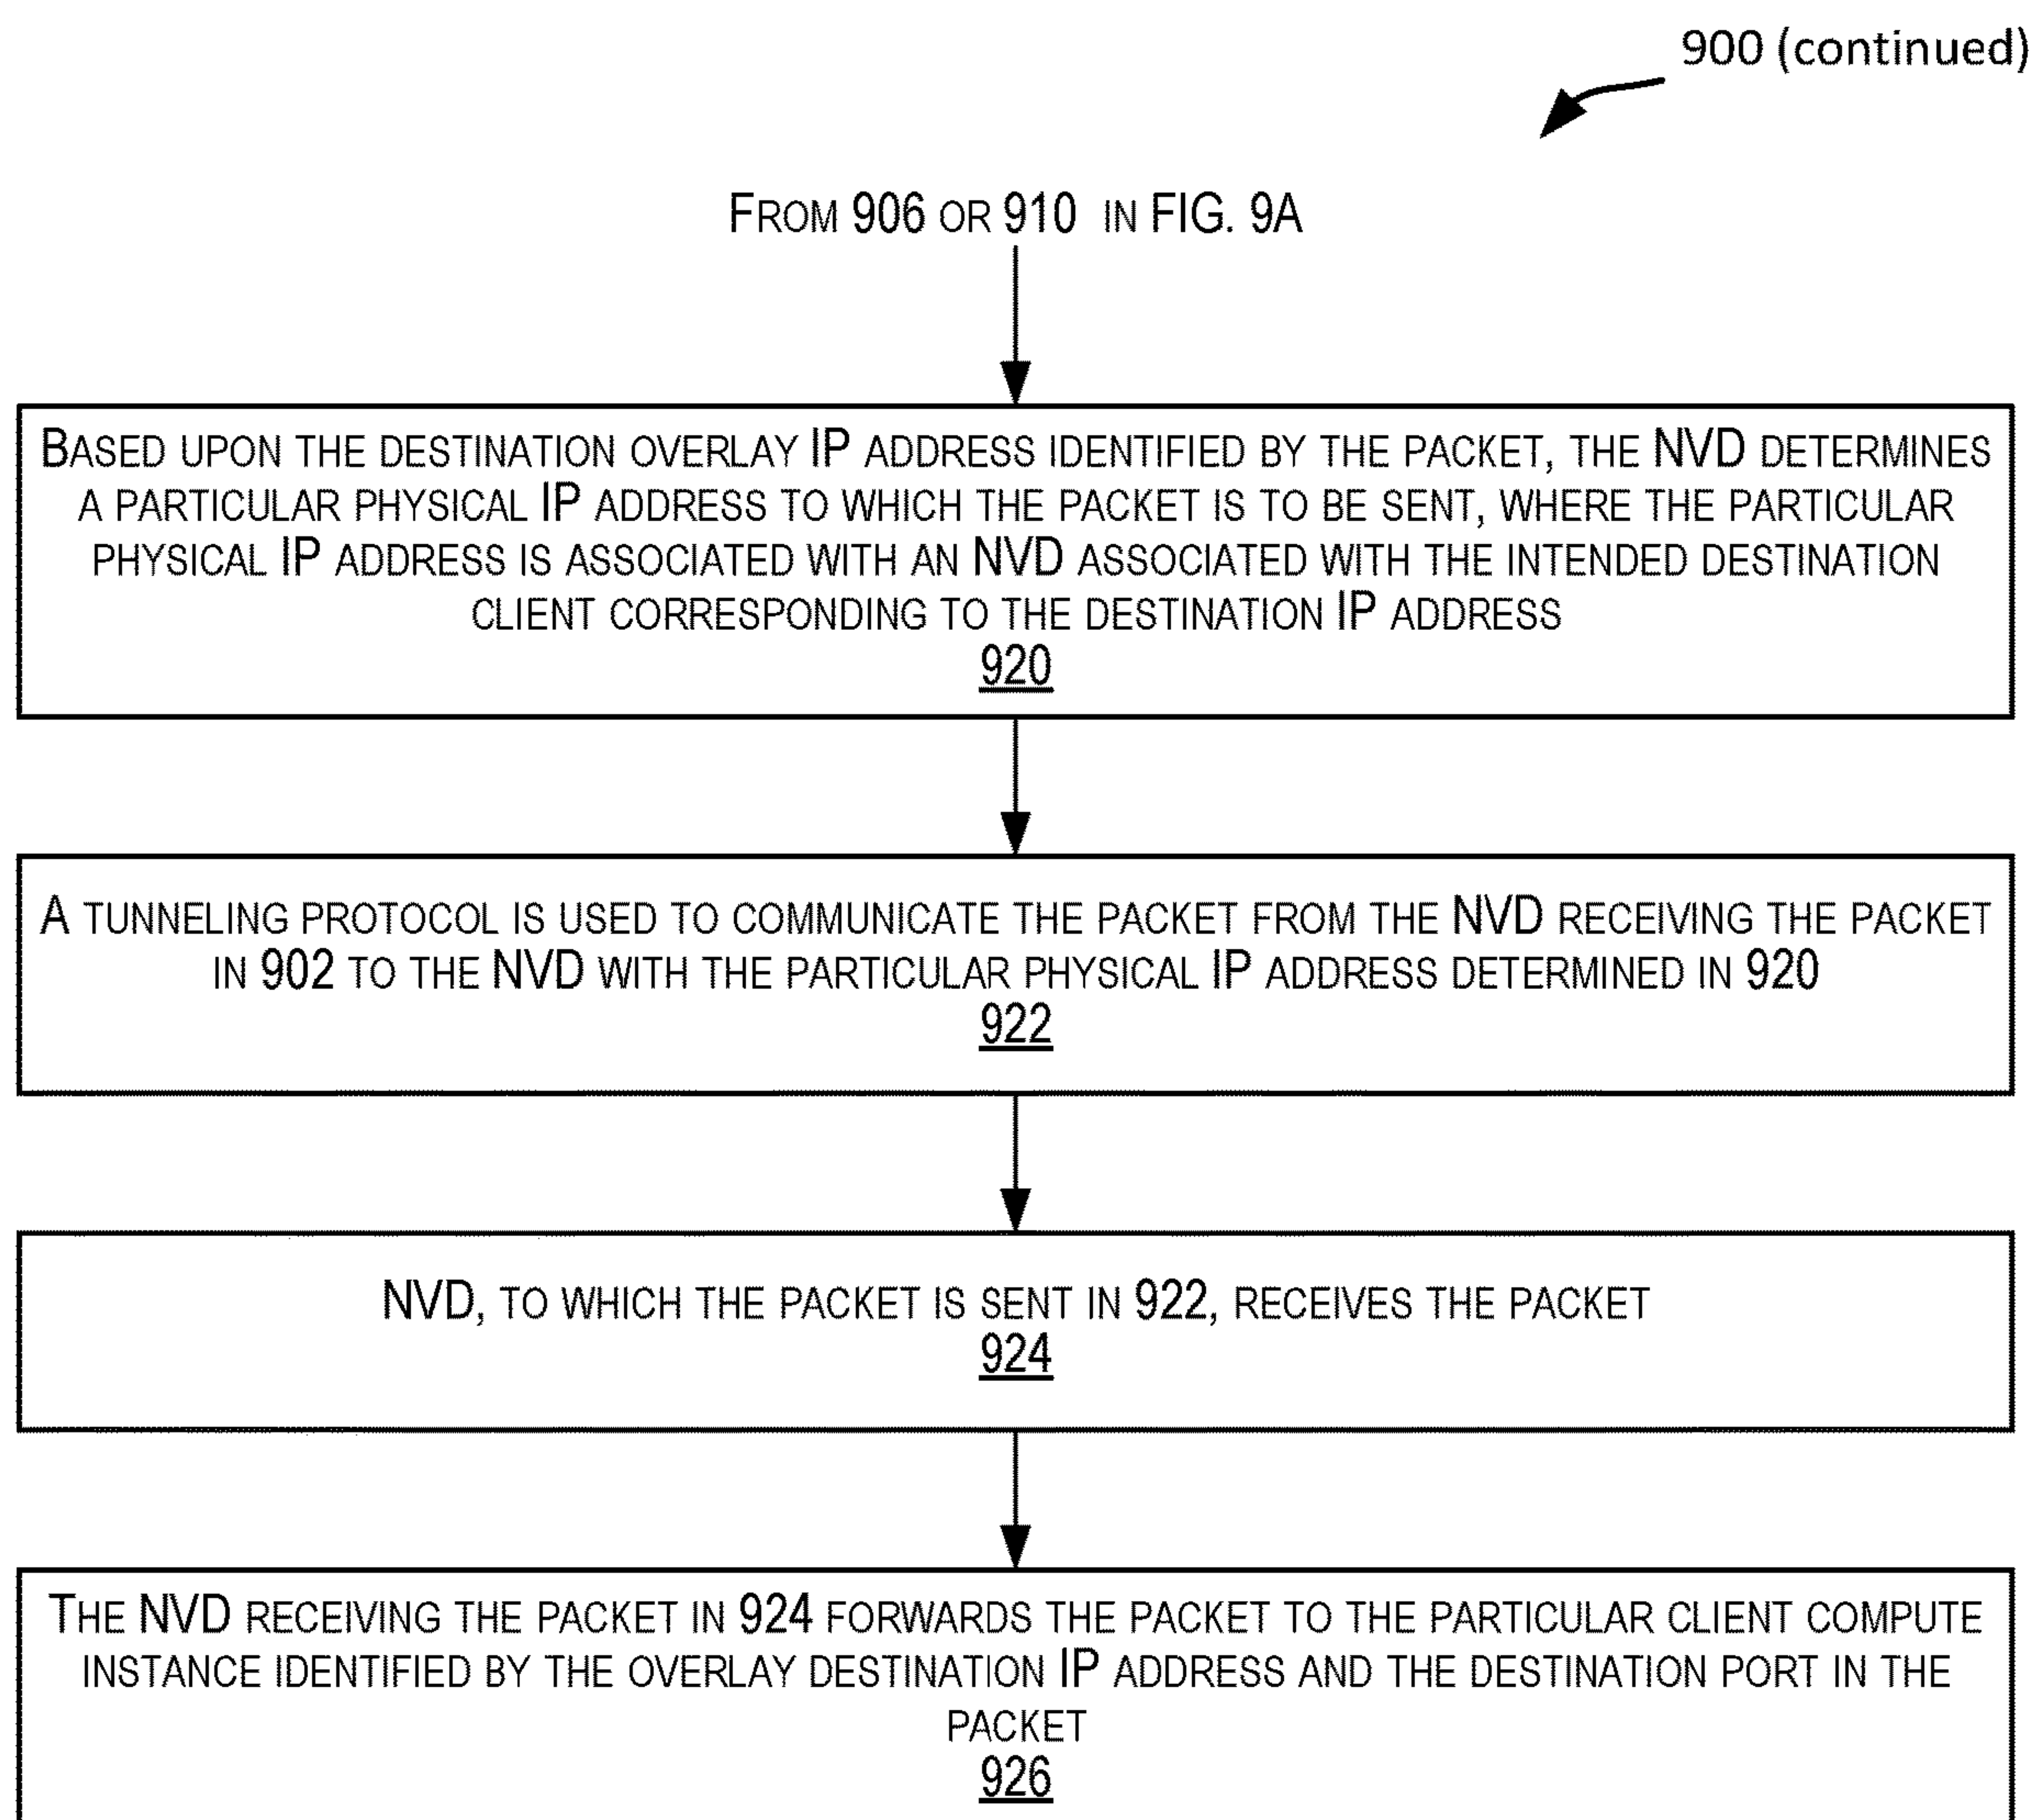 900 (continued)
FROM 906 OR 910 IN FIG. 9A
BASED UPON THE DESTINATION OVERLAY IP ADDRESS IDENTIFIED BY THE PACKET, THE NVD DETERMINES
A PARTICULAR PHYSICAL IP ADDRESS TO WHICH THE PACKET IS TO BE SENT, WHERE THE PARTICULAR
PHYSICAL IP ADDRESS IS ASSOCIATED WITH AN NVD ASSOCIATED WITH THE INTENDED DESTINATION
CLIENT CORRESPONDING TO THE DESTINATION IP ADDRESS
920
A TUNNELING PROTOCOL IS USED TO COMMUNICATE THE PACKET FROM THE NVD RECEIVING THE PACKET
IN 902 TO THE NVD WITH THE PARTICULAR PHYSICAL IP ADDRESS DETERMINED IN 920
922
NVD, TO WHICH THE PACKET IS SENT IN 922, RECEIVES THE PACKET
924
THE NVD RECEIVING THE PACKET IN 924 FORWARDS THE PACKET TO THE PARTICULAR CLIENT COMPUTE
INSTANCE IDENTIFIED BY THE OVERLAY DESTINATION IP ADDRESS AND THE DESTINATION PORT IN THE
PACKET
926